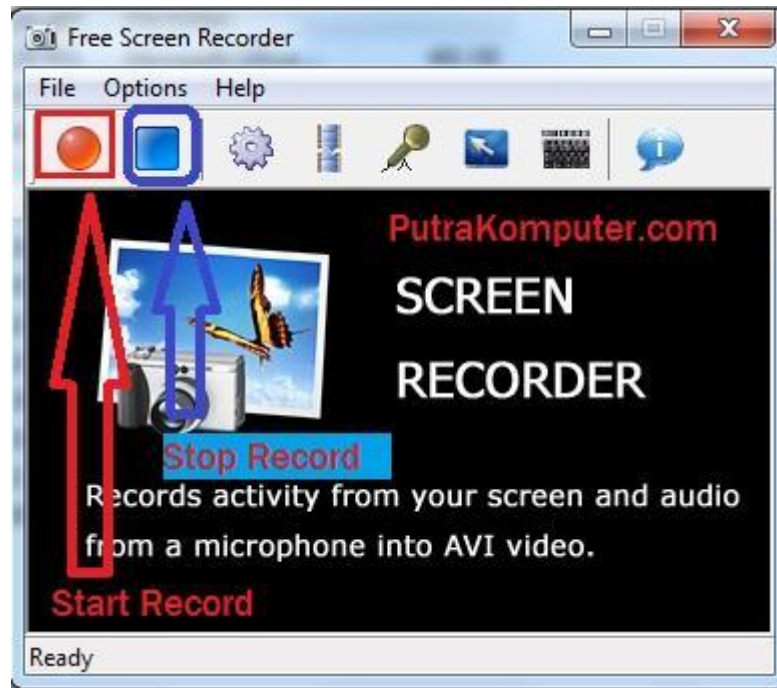 Free Screen Recorder
File Options Help
PutraKomputer.com
SCREEN
RECORDER
Stop Record
Records activity from your screen and audio
from a microphone into AVI video.
Start Record
Ready